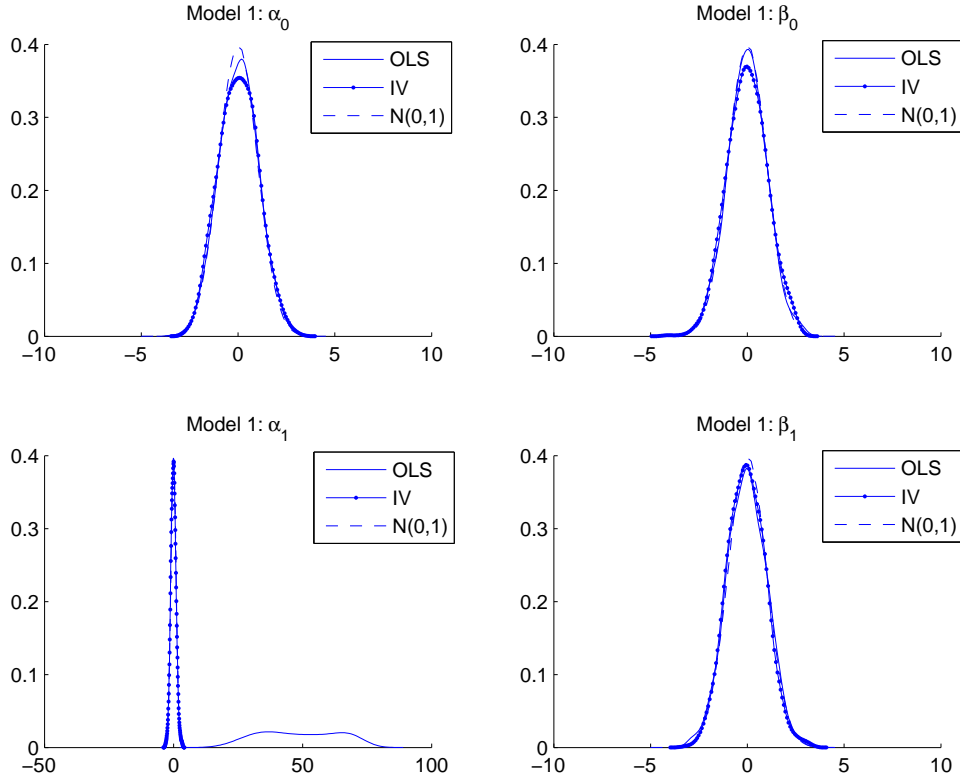 Model 1: α₀
0.4
0.3
0.2
0.1
0
−10
−5
0
5
10
OLS
IV
N(0,1)
Model 1: β₀
0.4
0.3
0.2
0.1
0
−10
−5
0
5
10
OLS
IV
N(0,1)
Model 1: α₁
0.4
0.3
0.2
0.1
0
−50
0
50
100
OLS
IV
N(0,1)
Model 1: β₁
0.4
0.3
0.2
0.1
0
−10
−5
0
5
10
OLS
IV
N(0,1)